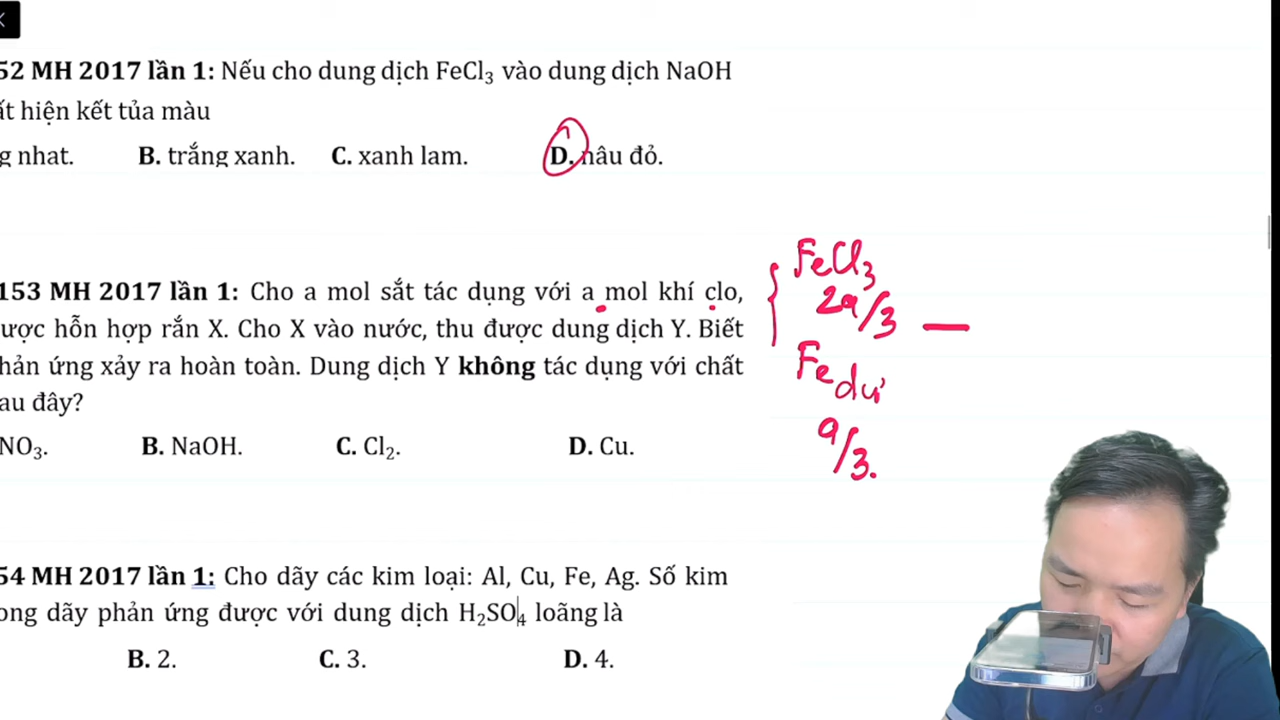 52 MH 2017 lần 1: Nếu cho dung dịch FeCl₃ vào dung dịch NaOH
ất hiện kết tủa màu
g nhạt. B. trắng xanh. C. xanh lam. D. nâu đỏ.
153 MH 2017 lần 1: Cho a mol sắt tác dụng với a mol khí clo,
ược hỗn hợp rắn X. Cho X vào nước, thu được dung dịch Y. Biết
hản ứng xảy ra hoàn toàn. Dung dịch Y không tác dụng với chất
au đây?
NO₃. B. NaOH. C. Cl₂. D. Cu.
FeCl₃
2a/3
Fe dư
a/3.
54 MH 2017 lần 1: Cho dãy các kim loại: Al, Cu, Fe, Ag. Số kim
ong dãy phản ứng được với dung dịch H₂SO₄ loãng là
B. 2. C. 3. D. 4.